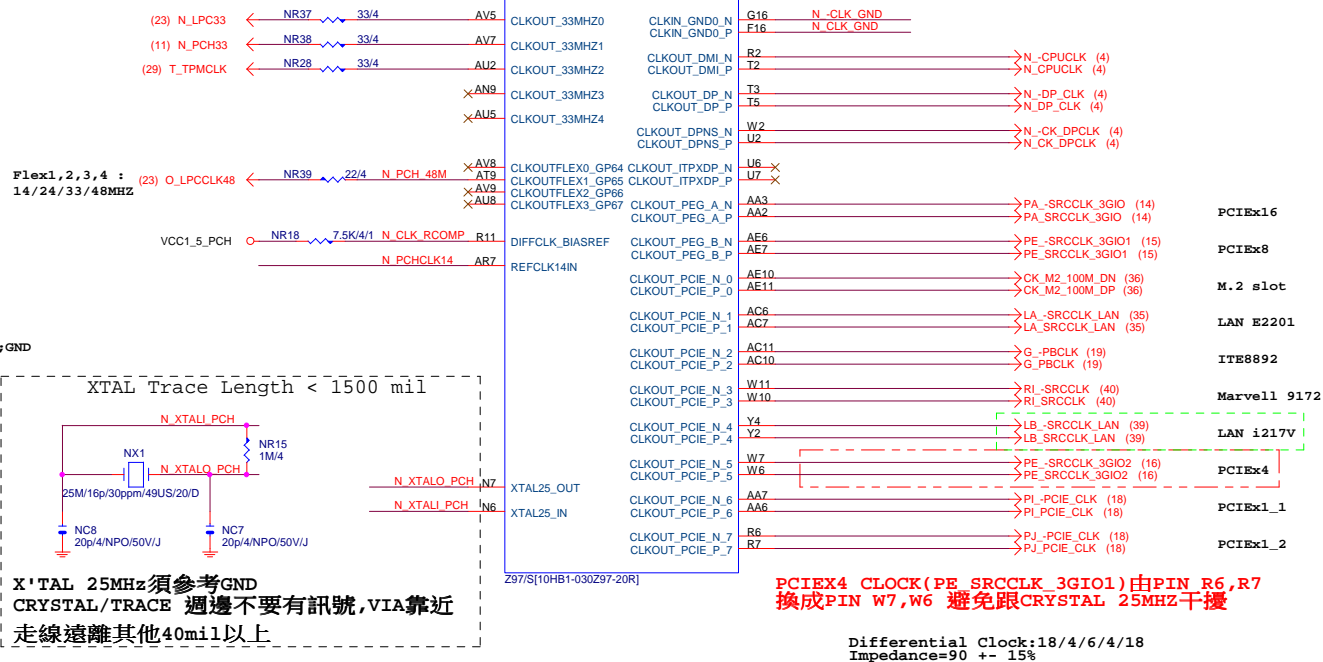 (23) N_LPC33 NR37 33/4 AV5 CLKOUT_33MHZ0
(11) N_PCH33 NR38 33/4 AV7 CLKOUT_33MHZ1
(29) T_TPMCLK NR28 33/4 AU2 CLKOUT_33MHZ2
AN9 CLKOUT_33MHZ3
AU5 CLKOUT_33MHZ4
Flex1,2,3,4 :
14/24/33/48MHZ
AV8 CLKOUTFLEX0_GP64
(23) O_LPCCLK48 NR39 22/4 N_PCH_48M AT9 CLKOUTFLEX1_GP65
AV9 CLKOUTFLEX2_GP66
AU8 CLKOUTFLEX3_GP67
VCC1_5_PCH NR18 7.5K/4/1 N_CLK_RCOMP R11 DIFFCLK_BIASREF
N_PCHCLK14 AR7 REFCLK14IN
;GND
XTAL Trace Length < 1500 mil
N_XTALI_PCH
NR15
1M/4
NX1
N_XTALO_PCH
25M/16p/30ppm/49US/20/D
NC8
20p/4/NPO/50V/J
NC7
20p/4/NPO/50V/J
X'TAL 25MHz須參考GND
CRYSTAL/TRACE 週邊不要有訊號,VIA靠近
走線遠離其他40mil以上
N_XTALO_PCH N7 XTAL25_OUT
N_XTALI_PCH N6 XTAL25_IN
Z97/S[10HB1-030Z97-20R]
CLKIN_GND0_N G16 N_-CLK_GND
CLKIN_GND0_P F16 N_CLK_GND
CLKOUT_DMI_N R2 N_-CPUCLK (4)
CLKOUT_DMI_P T2 N_CPUCLK (4)
CLKOUT_DP_N T3 N_-DP_CLK (4)
CLKOUT_DP_P T5 N_DP_CLK (4)
CLKOUT_DPNS_N W2 N_-CK_DPCLK (4)
CLKOUT_DPNS_P U2 N_CK_DPCLK (4)
CLKOUT_ITPXDP_N U6
CLKOUT_ITPXDP_P U7
CLKOUT_PEG_A_N AA3 PA_-SRCCLK_3GIO (14)
CLKOUT_PEG_A_P AA2 PA_SRCCLK_3GIO (14)
PCIEx16
CLKOUT_PEG_B_N AE6 PE_-SRCCLK_3GIO1 (15)
CLKOUT_PEG_B_P AE7 PE_SRCCLK_3GIO1 (15)
PCIEx8
CLKOUT_PCIE_N_0 AE10 CK_M2_100M_DN (36)
CLKOUT_PCIE_P_0 AE11 CK_M2_100M_DP (36)
M.2 slot
CLKOUT_PCIE_N_1 AC6 LA_-SRCCLK_LAN (35)
CLKOUT_PCIE_P_1 AC7 LA_SRCCLK_LAN (35)
LAN E2201
CLKOUT_PCIE_N_2 AC11 G_-PBCLK (19)
CLKOUT_PCIE_P_2 AC10 G_PBCLK (19)
ITE8892
CLKOUT_PCIE_N_3 W11 RI_-SRCCLK (40)
CLKOUT_PCIE_P_3 W10 RI_SRCCLK (40)
Marvell 9172
CLKOUT_PCIE_N_4 Y4 LB_-SRCCLK_LAN (39)
CLKOUT_PCIE_P_4 Y2 LB_SRCCLK_LAN (39)
LAN i217V
CLKOUT_PCIE_N_5 W7 PE_-SRCCLK_3GIO2 (16)
CLKOUT_PCIE_P_5 W6 PE_SRCCLK_3GIO2 (16)
PCIEx4
CLKOUT_PCIE_N_6 AA7 PI_-PCIE_CLK (18)
CLKOUT_PCIE_P_6 AA6 PI_PCIE_CLK (18)
PCIEx1_1
CLKOUT_PCIE_N_7 R6 PJ_-PCIE_CLK (18)
CLKOUT_PCIE_P_7 R7 PJ_PCIE_CLK (18)
PCIEx1_2
PCIEX4 CLOCK(PE_SRCCLK_3GIO1)由PIN R6,R7
換成PIN W7,W6 避免跟CRYSTAL 25MHZ干擾
Differential Clock:18/4/6/4/18
Impedance=90 +- 15%